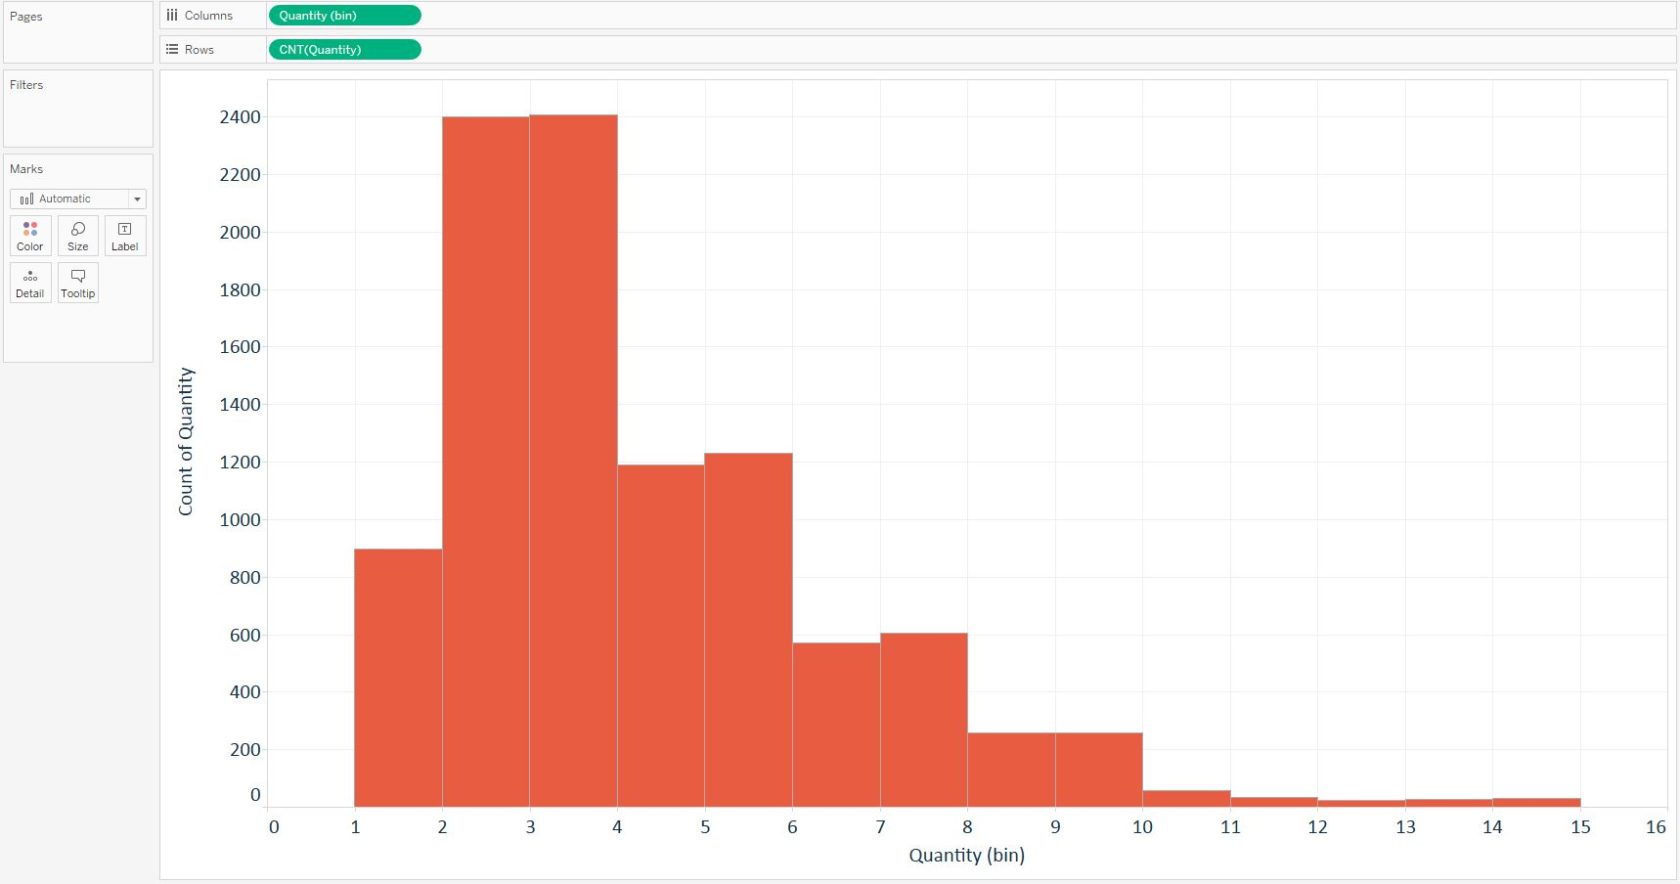 Pages
Columns
Quantity (bin)
Rows
CNT(Quantity)
Filters
Marks
Automatic
Color
Size
Label
Detail
Tooltip
Count of Quantity
2400
2200
2000
1800
1600
1400
1200
1000
800
600
400
200
0
0 1 2 3 4 5 6 7 8 9 10 11 12 13 14 15 16
Quantity (bin)